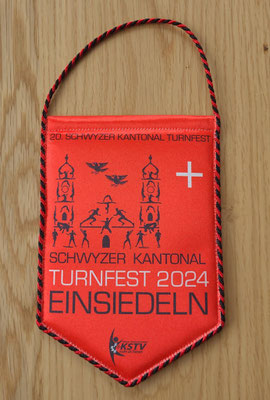 20. SCHWYZER KANTONAL TURNFEST
SCHWYZER KANTONAL
TURNFEST 2024
EINSIEDELN
KSTV